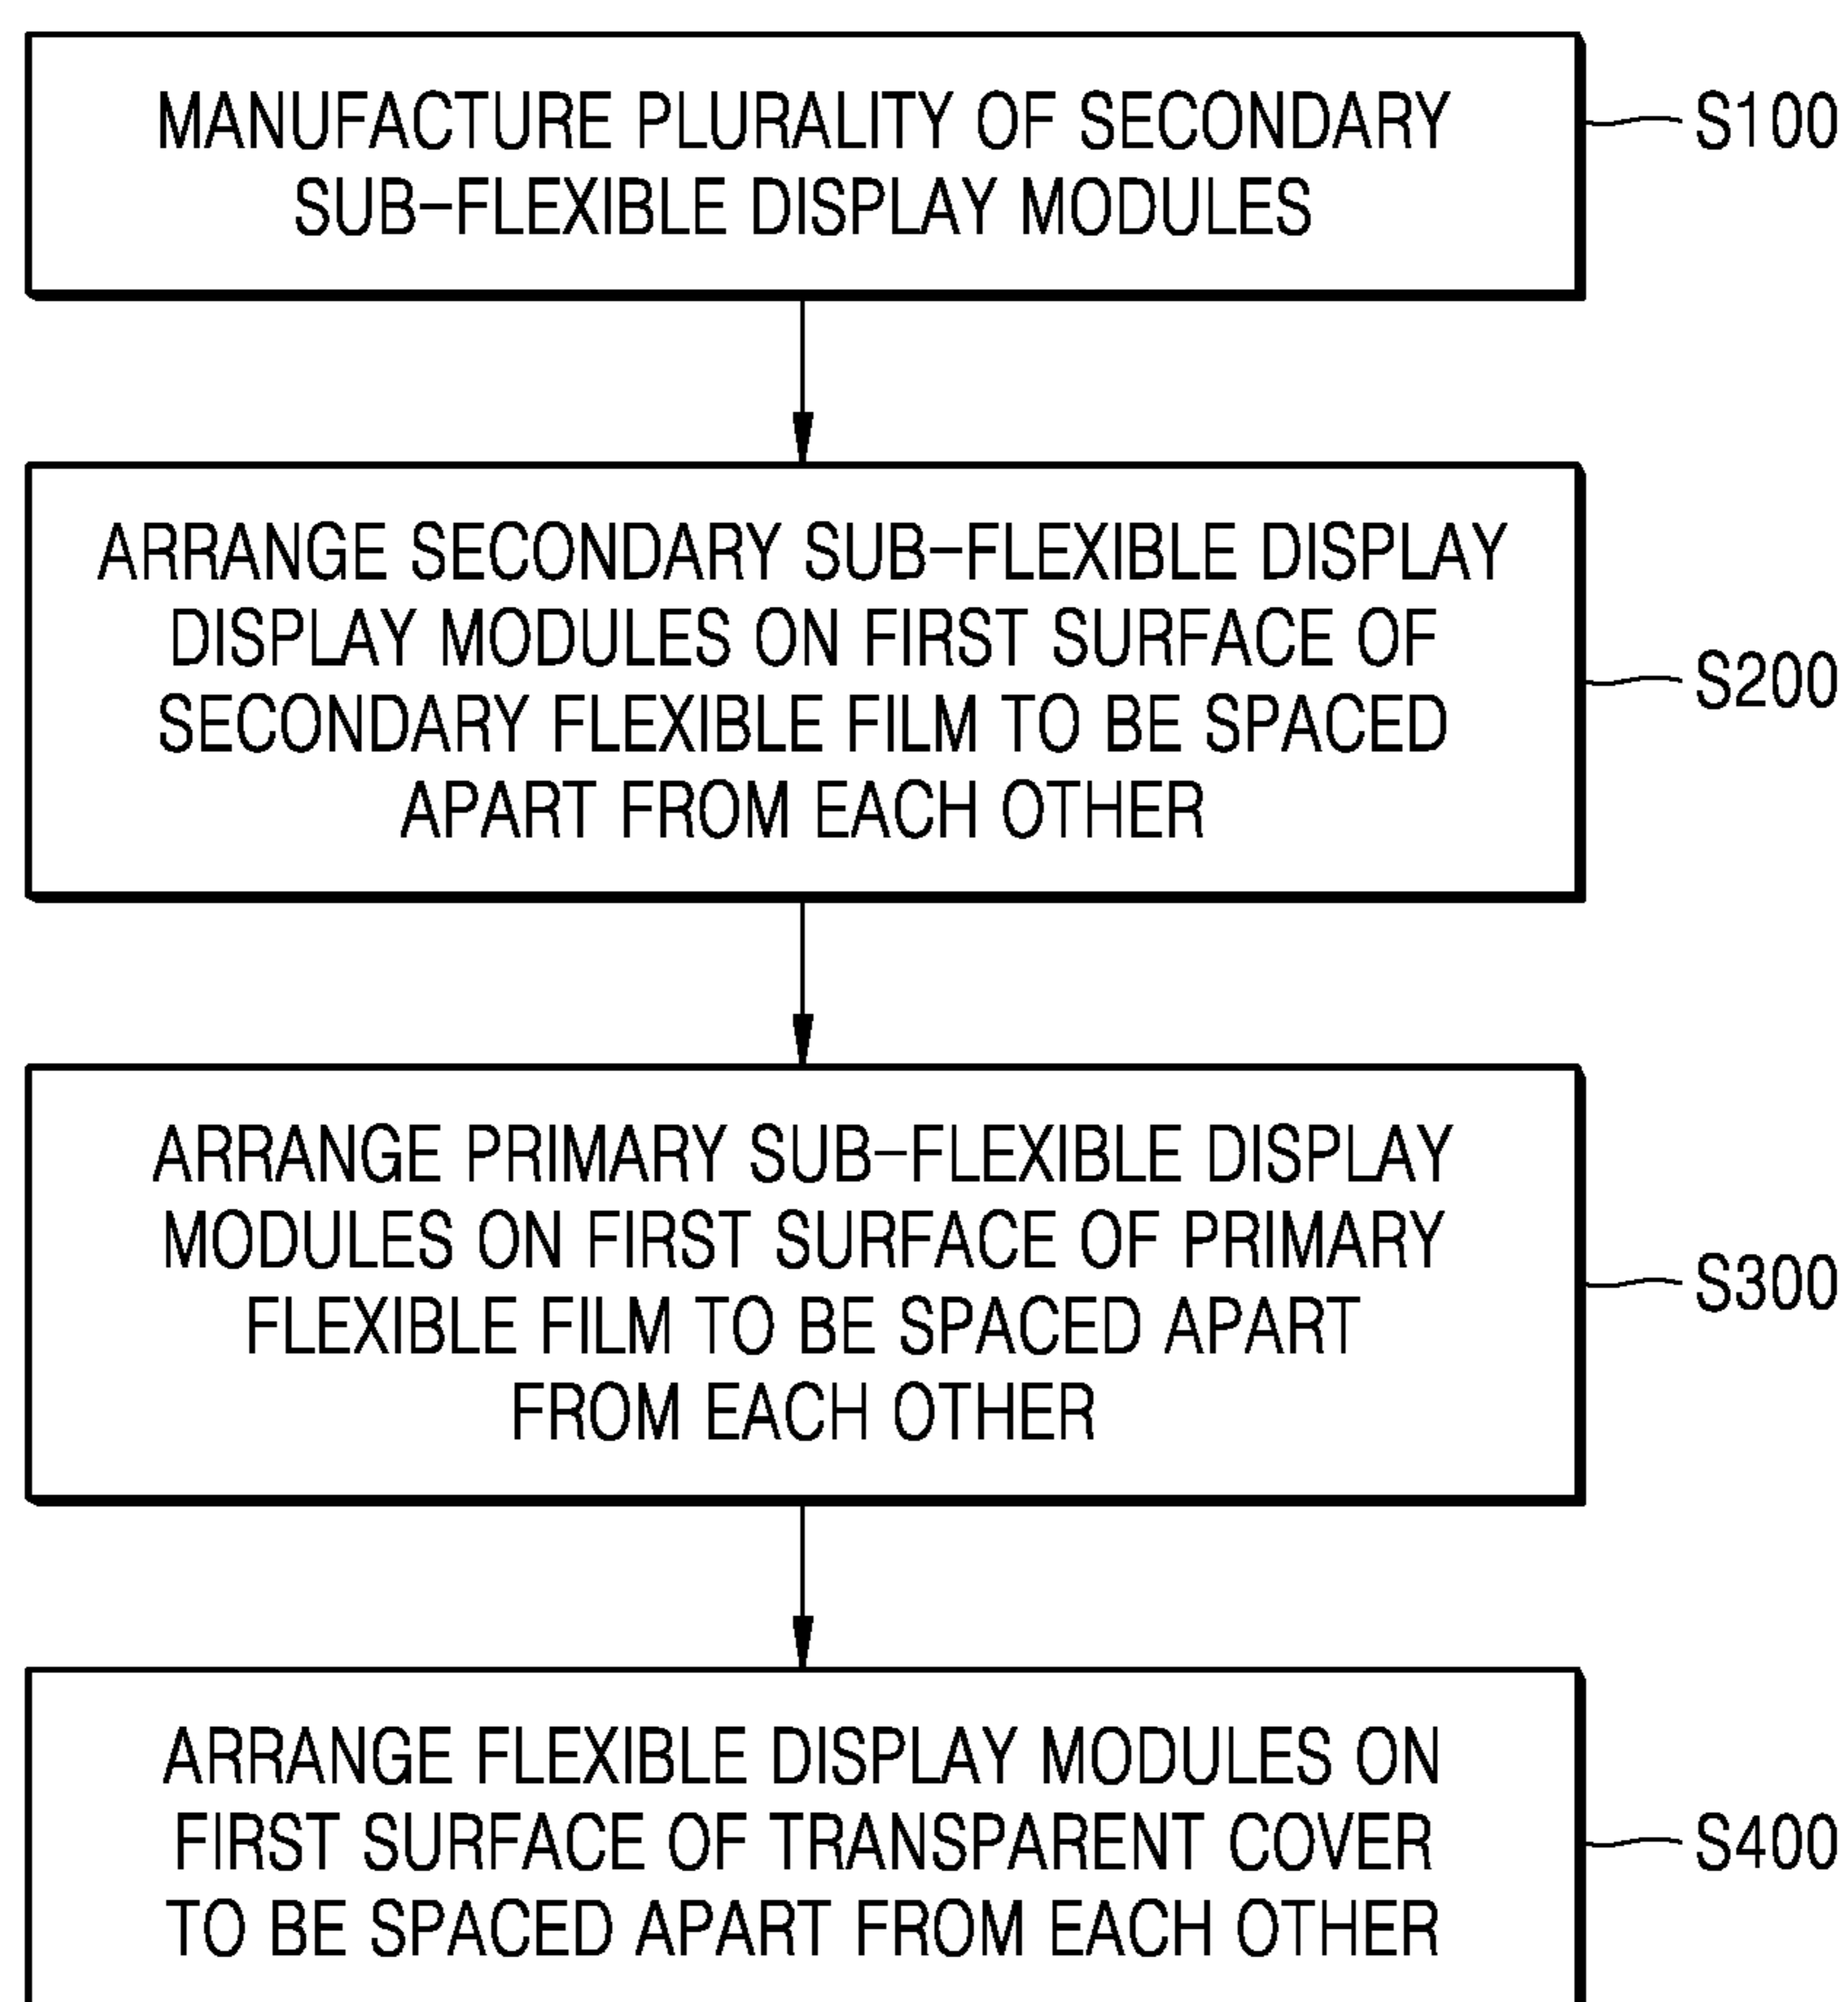 MANUFACTURE PLURALITY OF SECONDARY
SUB-FLEXIBLE DISPLAY MODULES
S100
ARRANGE SECONDARY SUB-FLEXIBLE DISPLAY
DISPLAY MODULES ON FIRST SURFACE OF
SECONDARY FLEXIBLE FILM TO BE SPACED
APART FROM EACH OTHER
S200
ARRANGE PRIMARY SUB-FLEXIBLE DISPLAY
MODULES ON FIRST SURFACE OF PRIMARY
FLEXIBLE FILM TO BE SPACED APART
FROM EACH OTHER
S300
ARRANGE FLEXIBLE DISPLAY MODULES ON
FIRST SURFACE OF TRANSPARENT COVER
TO BE SPACED APART FROM EACH OTHER
S400